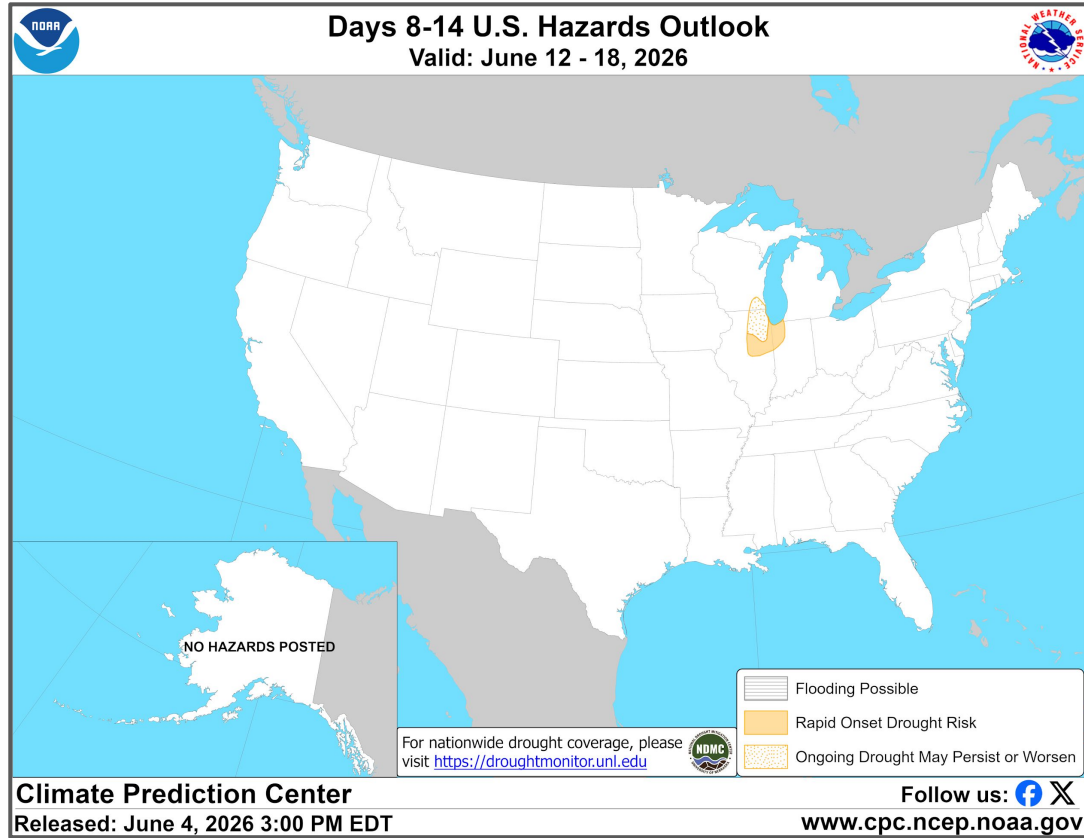 NOAA
Days 8-14 U.S. Hazards Outlook
Valid: June 12 - 18, 2026
NATIONAL WEATHER SERVICE
NO HAZARDS POSTED
For nationwide drought coverage, please
visit https://droughtmonitor.unl.edu
NDMC
Flooding Possible
Rapid Onset Drought Risk
Ongoing Drought May Persist or Worsen
Climate Prediction Center
Follow us:
Released: June 4, 2026 3:00 PM EDT
www.cpc.ncep.noaa.gov